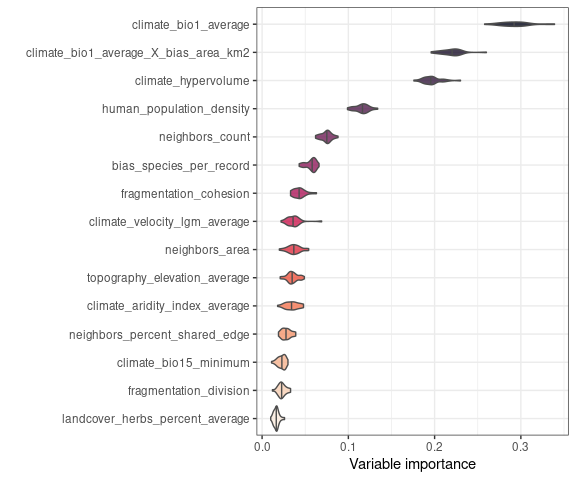 climate_bio1_average
climate_bio1_average_X_bias_area_km2
climate_hypervolume
human_population_density
neighbors_count
bias_species_per_record
fragmentation_cohesion
climate_velocity_lgm_average
neighbors_area
topography_elevation_average
climate_aridity_index_average
neighbors_percent_shared_edge
climate_bio15_minimum
fragmentation_division
landcover_herbs_percent_average
0.0 0.1 0.2 0.3
Variable importance